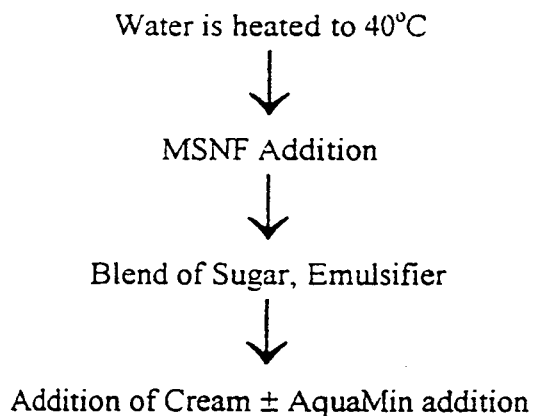 Water is heated to 40°C
MSNF Addition
Blend of Sugar, Emulsifier
Addition of Cream ± AquaMin addition